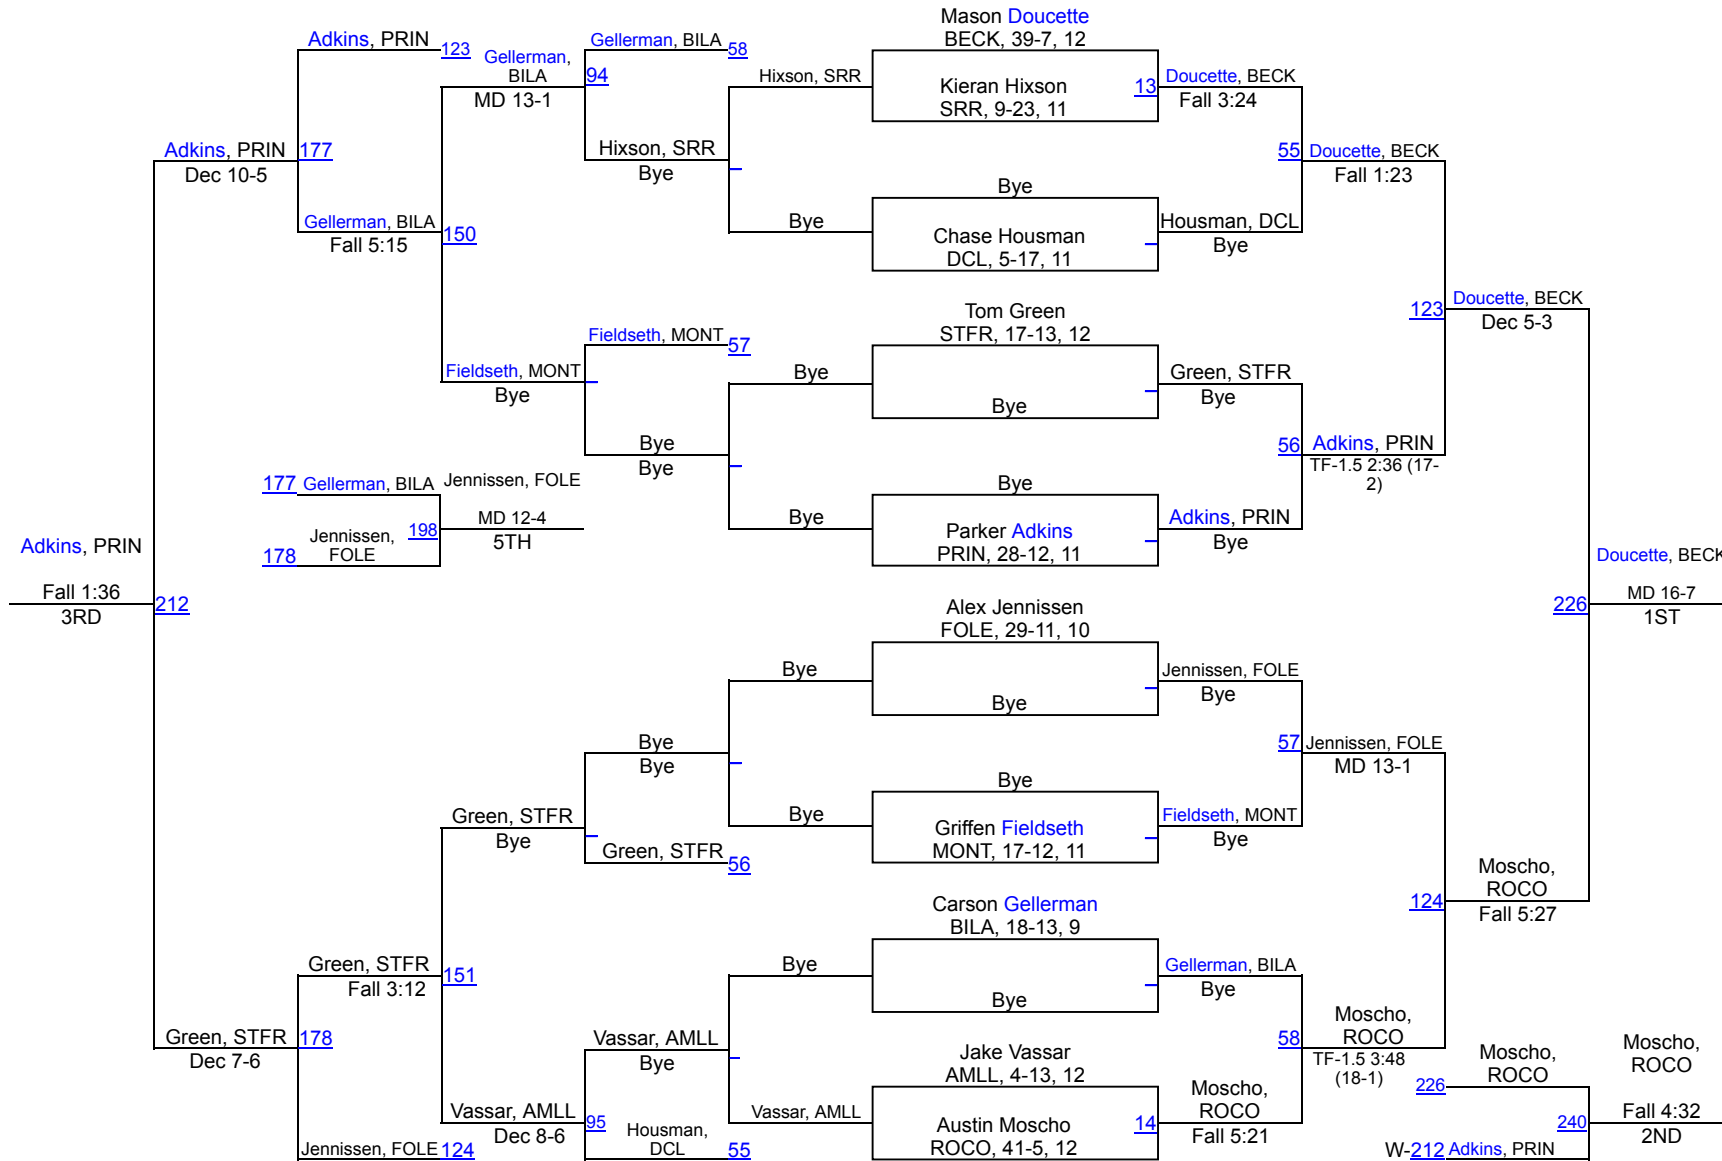 Mason Doucette
BECK, 39-7, 12
Adkins, PRIN
123
Gellerman,
BILA
MD 13-1
Gellerman, BILA
58
94
Hixson, SRR
Kieran Hixson
SRR, 9-23, 11
13
Doucette, BECK
Fall 3:24
Adkins, PRIN
Dec 10-5
177
Hixson, SRR
Bye
55
Doucette, BECK
Fall 1:23
Gellerman, BILA
Fall 5:15
150
Bye
Bye
Chase Housman
DCL, 5-17, 11
Housman, DCL
Bye
Tom Green
STFR, 17-13, 12
123
Doucette, BECK
Dec 5-3
Fieldseth, MONT
57
Fieldseth, MONT
Bye
Bye
Bye
Green, STFR
Bye
Bye
Bye
56
Adkins, PRIN
TF-1.5 2:36 (17-
2)
177
Gellerman, BILA
Jennissen, FOLE
MD 12-4
5TH
198
Jennissen,
FOLE
178
Bye
Bye
Parker Adkins
PRIN, 28-12, 11
Adkins, PRIN
Bye
Adkins, PRIN
Fall 1:36
3RD
212
Doucette, BECK
MD 16-7
1ST
226
Alex Jennissen
FOLE, 29-11, 10
Bye
Bye
Jennissen, FOLE
Bye
Bye
Bye
57
Jennissen, FOLE
MD 13-1
Bye
Bye
Griffen Fieldseth
MONT, 17-12, 11
Fieldseth, MONT
Bye
Green, STFR
Bye
Green, STFR
56
Moscho,
ROCO
Fall 5:27
124
Carson Gellerman
BILA, 18-13, 9
Green, STFR
Fall 3:12
151
Bye
Bye
Gellerman, BILA
Bye
Green, STFR
Dec 7-6
178
Vassar, AMLL
Bye
58
Moscho,
ROCO
TF-1.5 3:48
(18-1)
Jake Vassar
AMLL, 4-13, 12
Moscho,
ROCO
226
Moscho,
ROCO
Vassar, AMLL
Dec 8-6
95
Vassar, AMLL
Austin Moscho
ROCO, 41-5, 12
14
Moscho,
ROCO
Fall 5:21
240
Fall 4:32
2ND
Housman,
DCL
55
Jennissen, FOLE
124
W-212
Adkins, PRIN